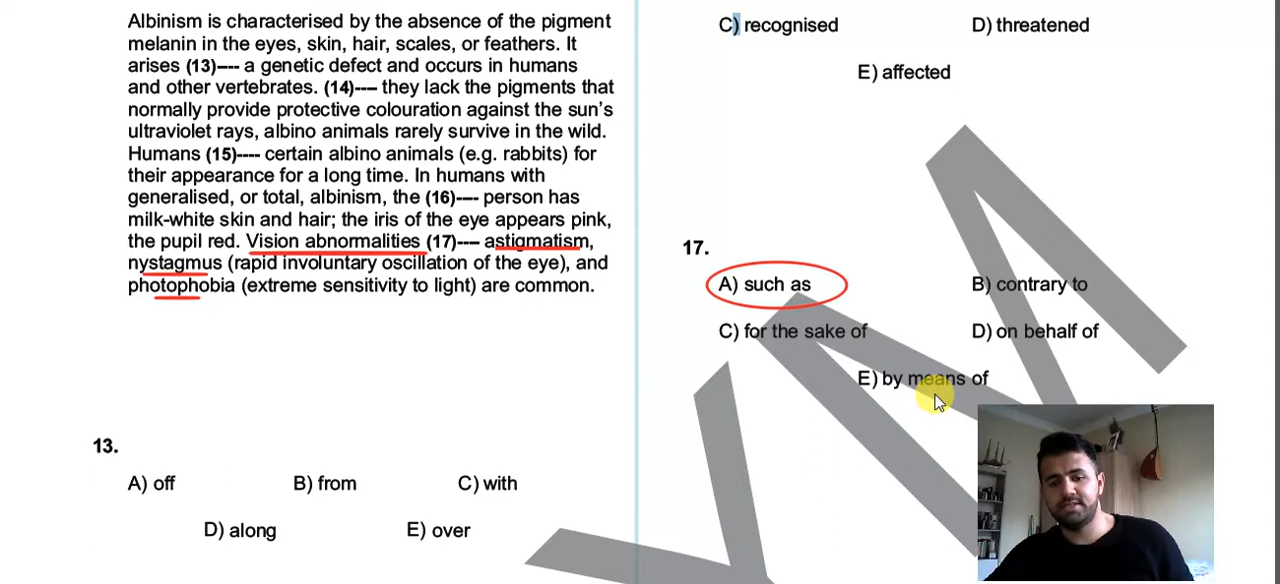 Albinism is characterised by the absence of the pigment
melanin in the eyes, skin, hair, scales, or feathers. It
arises (13)---- a genetic defect and occurs in humans
and other vertebrates. (14)---- they lack the pigments that
normally provide protective colouration against the sun's
ultraviolet rays, albino animals rarely survive in the wild.
Humans (15)---- certain albino animals (e.g. rabbits) for
their appearance for a long time. In humans with
generalised, or total, albinism, the (16)---- person has
milk-white skin and hair; the iris of the eye appears pink,
the pupil red. Vision abnormalities (17)---- astigmatism,
nystagmus (rapid involuntary oscillation of the eye), and
photophobia (extreme sensitivity to light) are common.
13.
A) off B) from C) with
D) along E) over
C) recognised D) threatened
E) affected
17.
A) such as B) contrary to
C) for the sake of D) on behalf of
E) by means of
YM